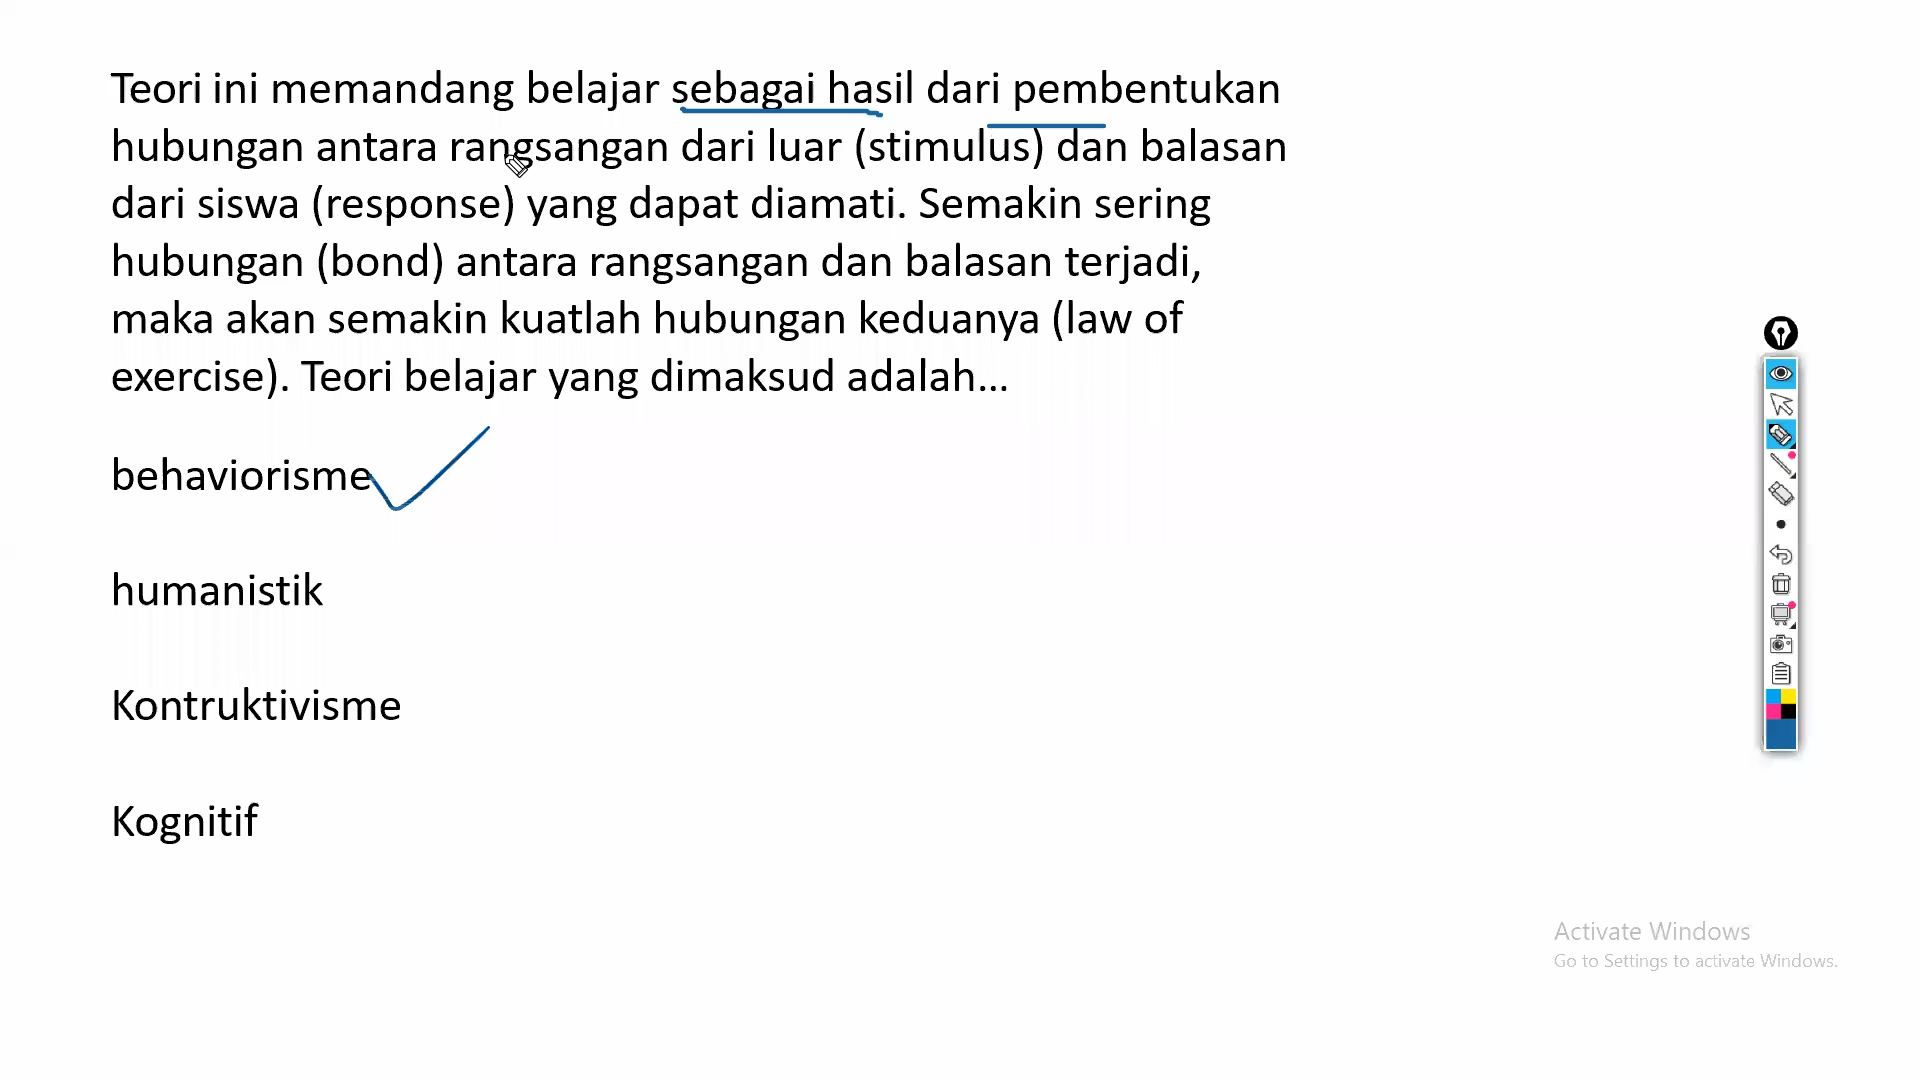 Teori ini memandang belajar sebagai hasil dari pembentukan
hubungan antara rangsangan dari luar (stimulus) dan balasan
dari siswa (response) yang dapat diamati. Semakin sering
hubungan (bond) antara rangsangan dan balasan terjadi,
maka akan semakin kuatlah hubungan keduanya (law of
exercise). Teori belajar yang dimaksud adalah...
behaviorisme
humanistik
Kontruktivisme
Kognitif
Activate Windows
Go to Settings to activate Windows.